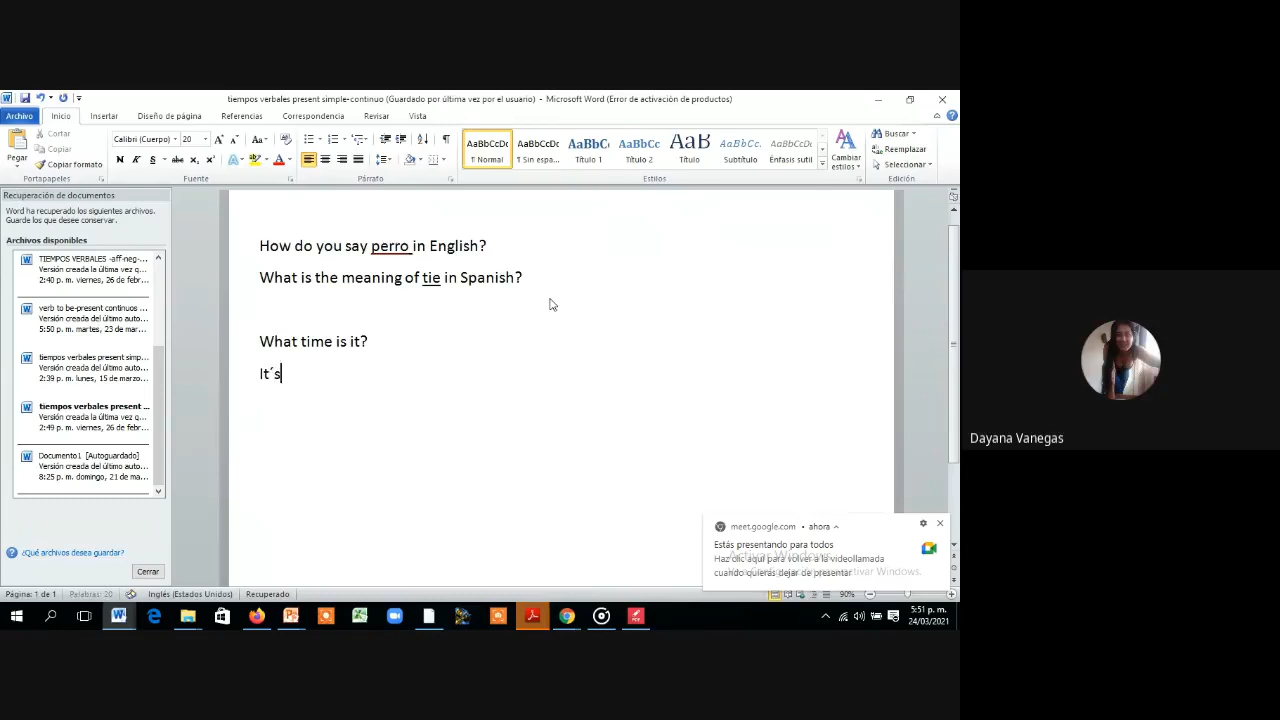 tiempos verbales present simple-continuo (Guardado por última vez por el usuario) - Microsoft Word (Error de activación de productos)
Archivo Inicio Insertar Diseño de página Referencias Correspondencia Revisar Vista
Pegar
Cortar
Copiar
Copiar formato
Portapapeles
Calibri (Cuerpo) 20
Fuente
Párrafo
AaBbCcDc AaBbCcDc AaBbC AaBbCc AaB AaBbCc. AaBbCcDc
¶ Normal ¶ Sin espa... Título 1 Título 2 Título Subtítulo Énfasis sutil
Estilos
Cambiar estilos
Buscar
Reemplazar
Seleccionar
Edición
Recuperación de documentos
Word ha recuperado los siguientes archivos.
Guarde los que desee conservar.
Archivos disponibles
TIEMPOS VERBALES -aff-neg-...
Versión creada la última vez q...
2:40 p. m. viernes, 26 de febr...
verb to be-present continuos ...
Versión creada del último auto...
5:50 p. m. martes, 23 de mar...
tiempos verbales present simp...
Versión creada del último auto...
2:39 p. m. lunes, 15 de marzo...
tiempos verbales present ...
Versión creada la última vez q...
2:49 p. m. viernes, 26 de feb...
Documento1 [Autoguardado]
Versión creada del último auto...
8:25 p. m. domingo, 21 de ma...
¿Qué archivos desea guardar?
Cerrar
How do you say perro in English?
What is the meaning of tie in Spanish?
What time is it?
It´s
meet.google.com • ahora
Estás presentando para todos
Haz clic aquí para volver a la videollamada
cuando quieras dejar de presentar
Activar Windows
Página: 1 de 1 Palabras: 20 Inglés (Estados Unidos) Recuperado 90%
5:51 p. m.
24/03/2021
Dayana Vanegas